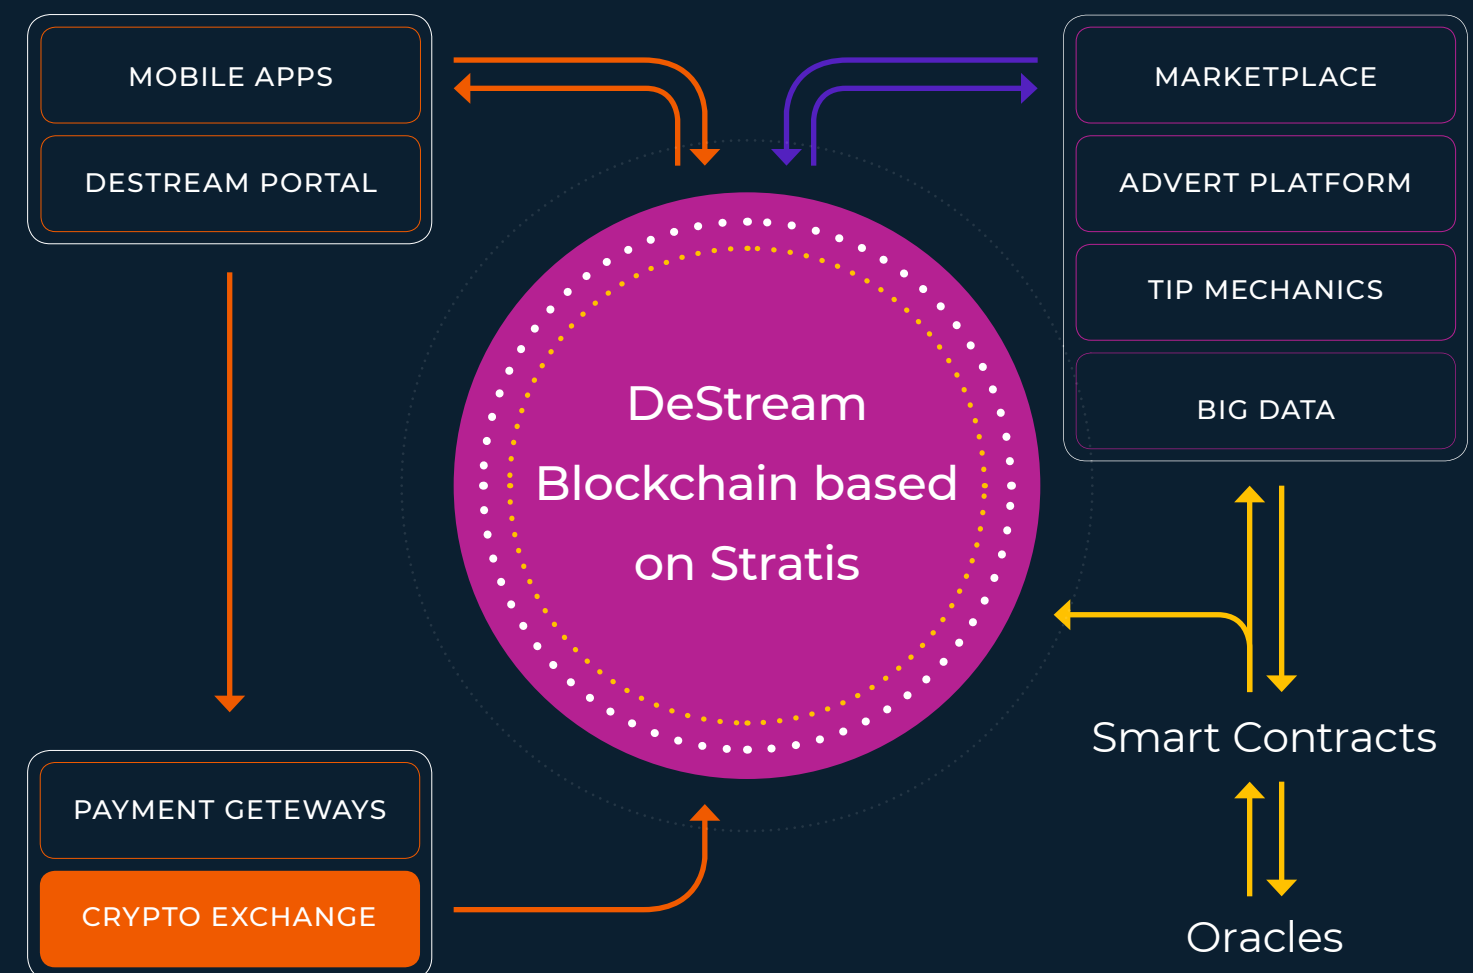 MOBILE APPS
DESTREAM PORTAL
MARKETPLACE
ADVERT PLATFORM
TIP MECHANICS
BIG DATA
DeStream
Blockchain based
on Stratis
PAYMENT GETEWAYS
CRYPTO EXCHANGE
Smart Contracts
Oracles